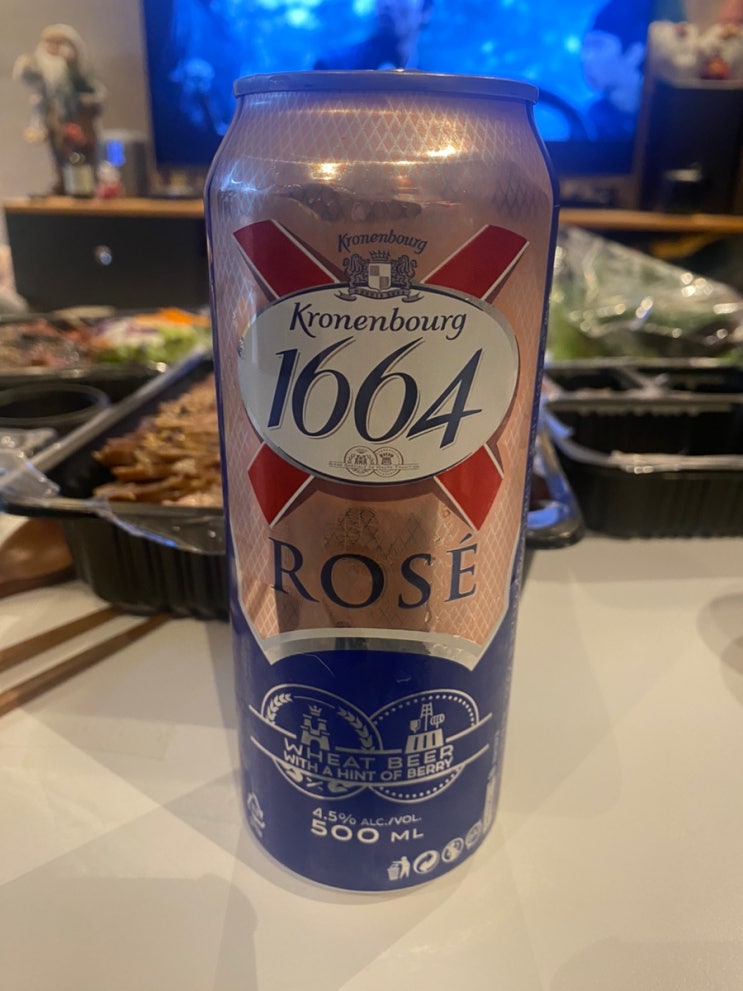 Kronenbourg
Kronenbourg
1664
ROSÉ
WHEAT BEER
WITH A HINT OF BERRY
4.5% ALC./VOL.
500 ML